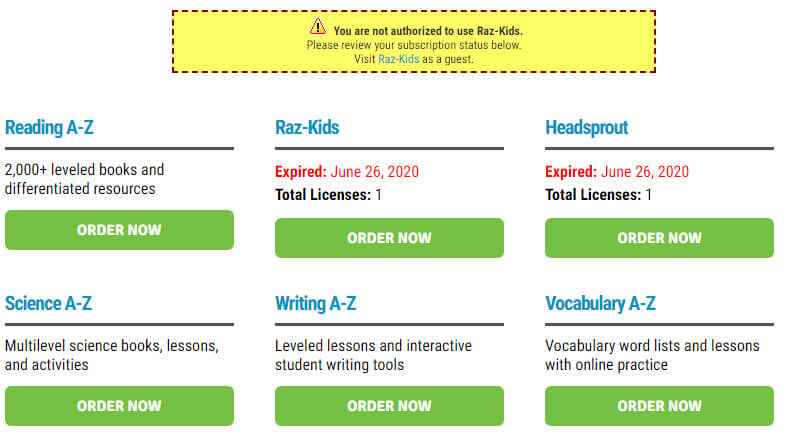 You are not authorized to use Raz-Kids.
Please review your subscription status below.
Visit Raz-Kids as a guest.
Reading A-Z
2,000+ leveled books and
differentiated resources
ORDER NOW
Raz-Kids
Expired: June 26, 2020
Total Licenses: 1
ORDER NOW
Headsprout
Expired: June 26, 2020
Total Licenses: 1
ORDER NOW
Science A-Z
Multilevel science books, lessons,
and activities
ORDER NOW
Writing A-Z
Leveled lessons and interactive
student writing tools
ORDER NOW
Vocabulary A-Z
Vocabulary word lists and lessons
with online practice
ORDER NOW